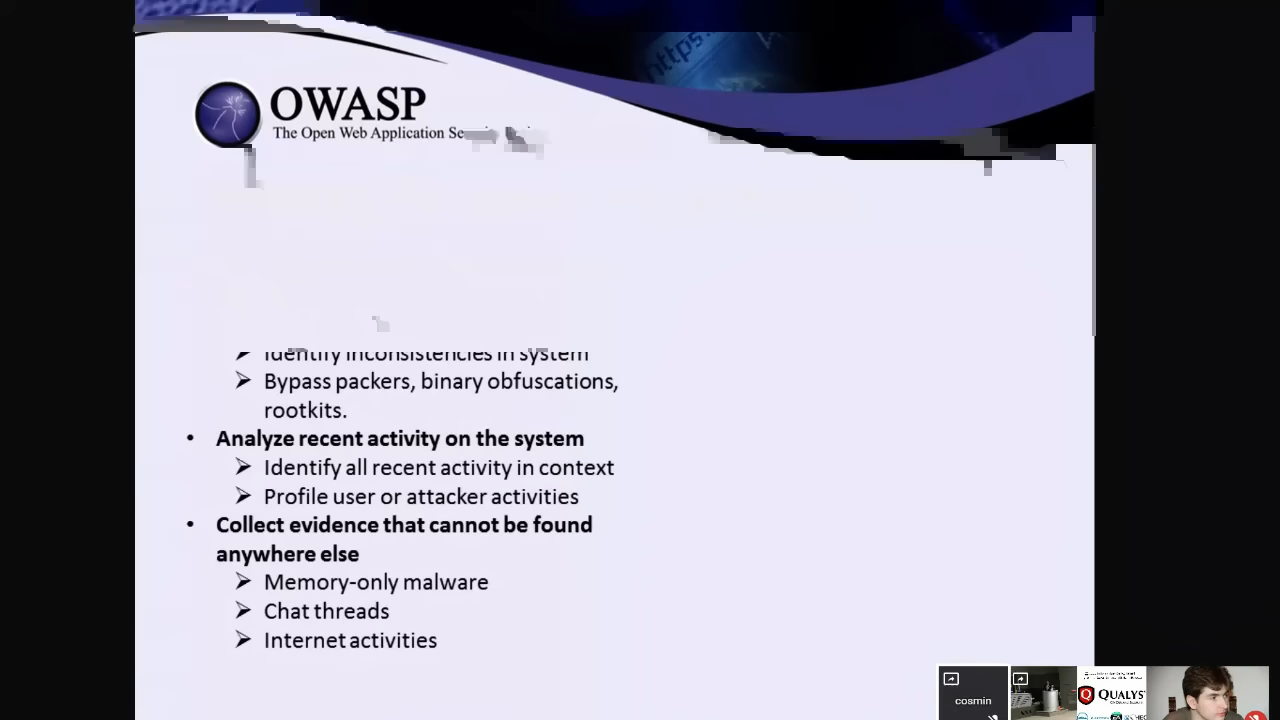 https:
OWASP
The Open Web Application
➢ Identify inconsistencies in system
➢ Bypass packers, binary obfuscations,
rootkits.
• Analyze recent activity on the system
➢ Identify all recent activity in context
➢ Profile user or attacker activities
• Collect evidence that cannot be found
anywhere else
➢ Memory-only malware
➢ Chat threads
➢ Internet activities
cosmin
QUALYS